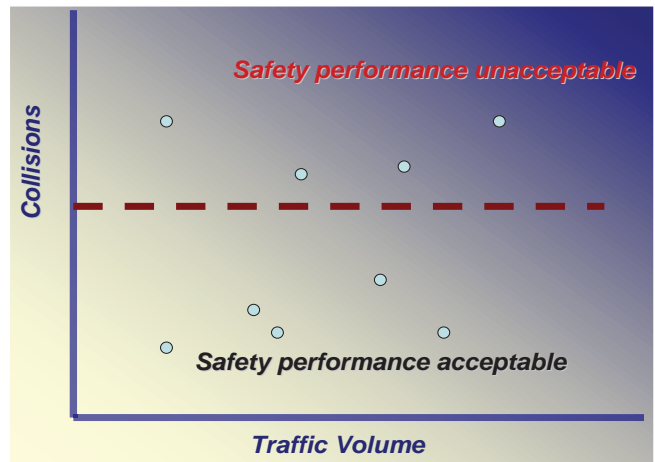 Safety performance unacceptable
Collisions
Safety performance acceptable
Traffic Volume